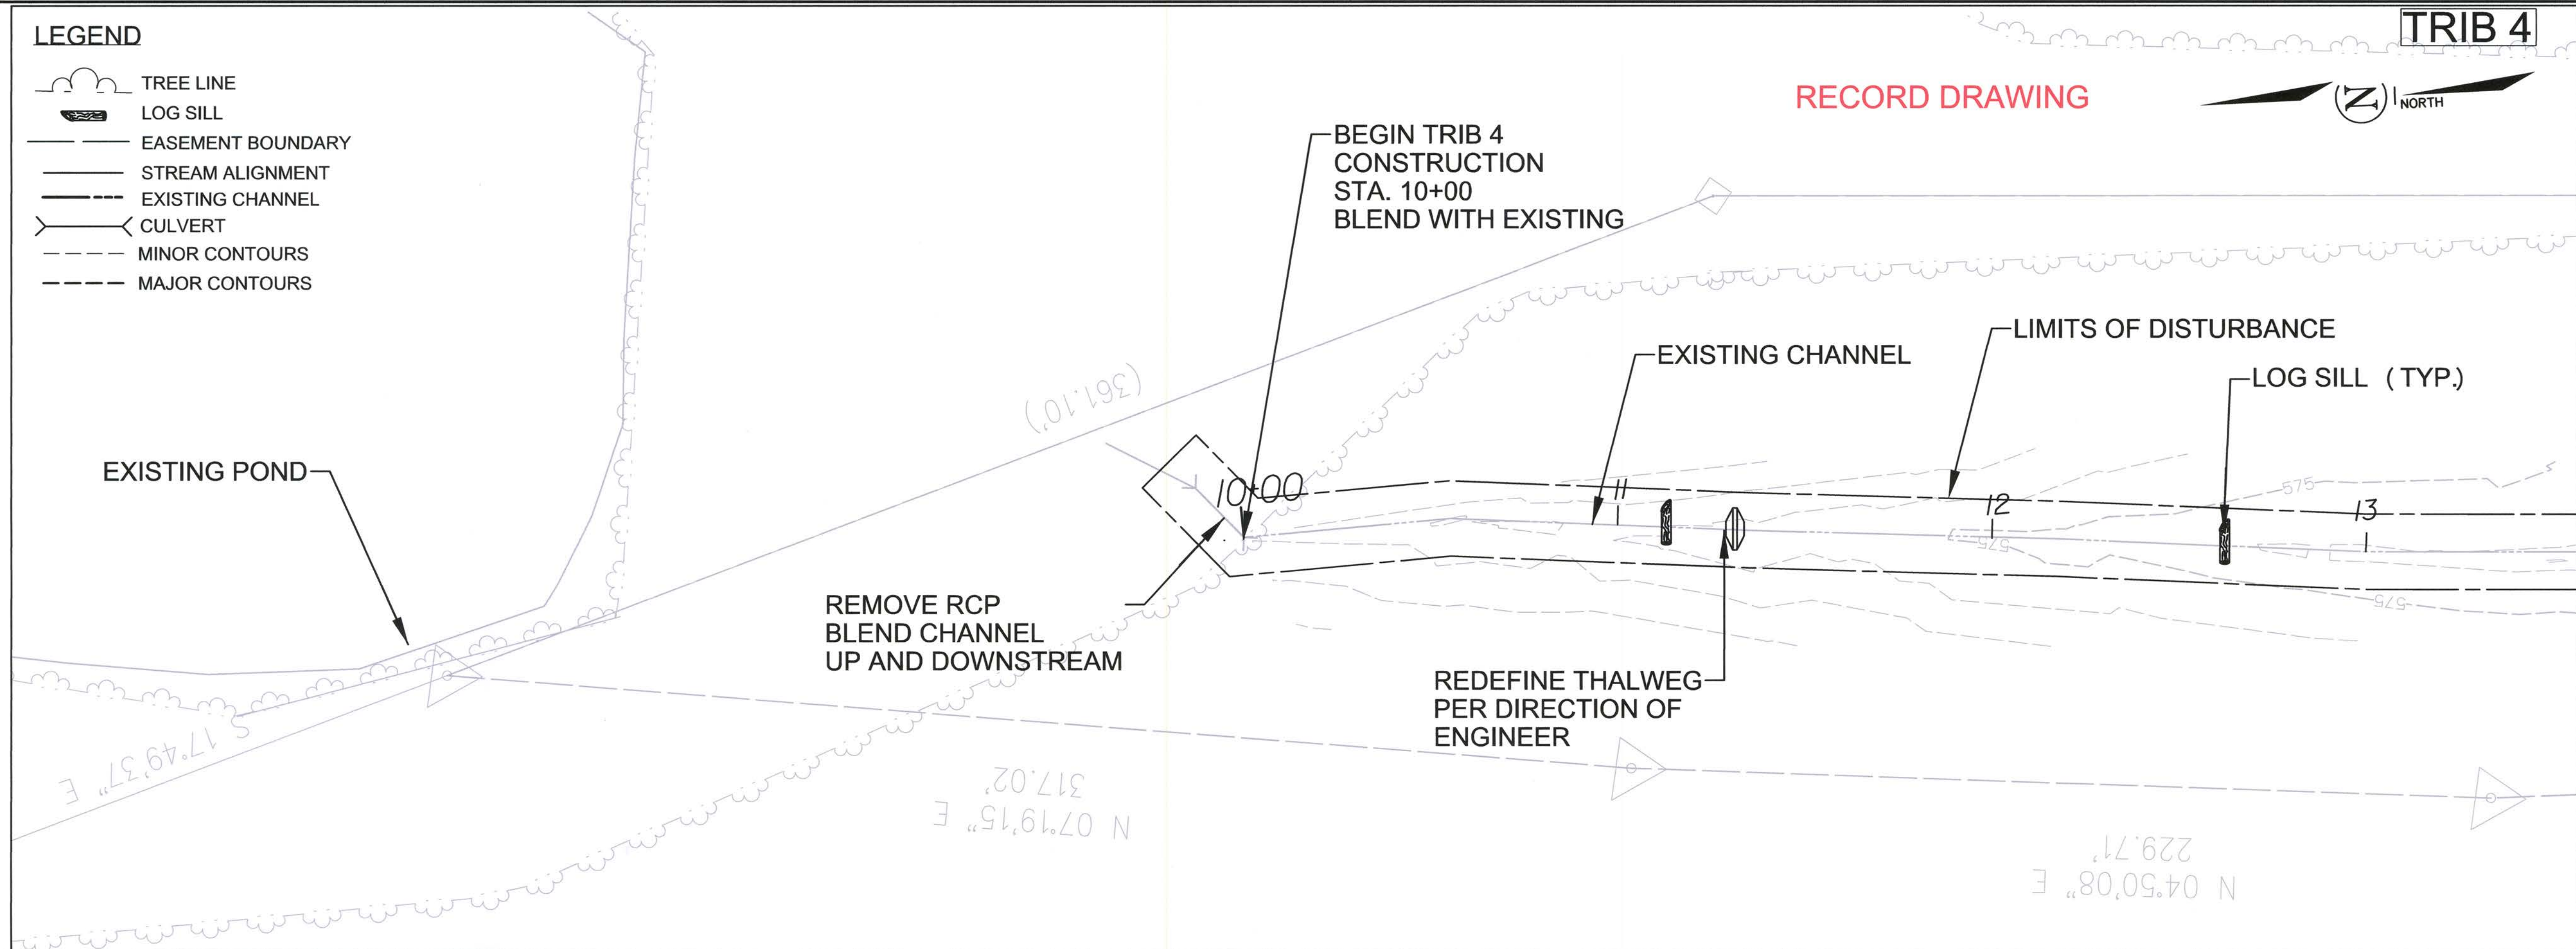 LEGEND
TREE LINE
LOG SILL
EASEMENT BOUNDARY
STREAM ALIGNMENT
EXISTING CHANNEL
CULVERT
MINOR CONTOURS
MAJOR CONTOURS
TRIB 4
RECORD DRAWING
N
NORTH
BEGIN TRIB 4
CONSTRUCTION
STA. 10+00
BLEND WITH EXISTING
LIMITS OF DISTURBANCE
EXISTING CHANNEL
LOG SILL (TYP.)
(361.10')
EXISTING POND
10+00
11
12
13
575
575
575
REMOVE RCP
BLEND CHANNEL
UP AND DOWNSTREAM
REDEFINE THALWEG
PER DIRECTION OF
ENGINEER
S 17°49'37" E
N 07°19'15" E
317.02'
N 04°50'08" E
229.71'